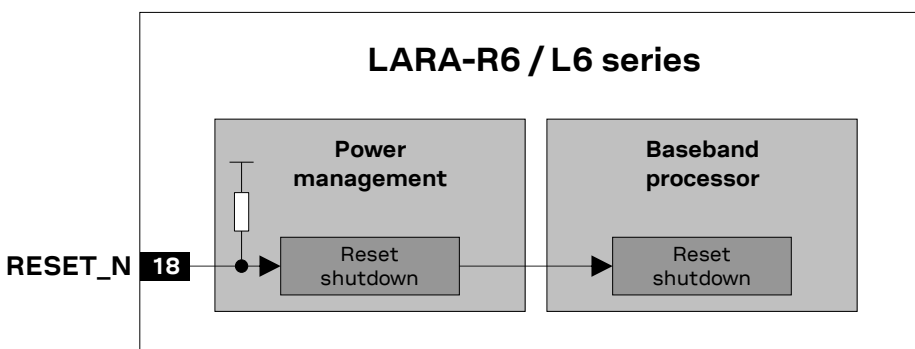 LARA-R6 / L6 series
Power
management
Baseband
processor
RESET_N 18
Reset
shutdown
Reset
shutdown